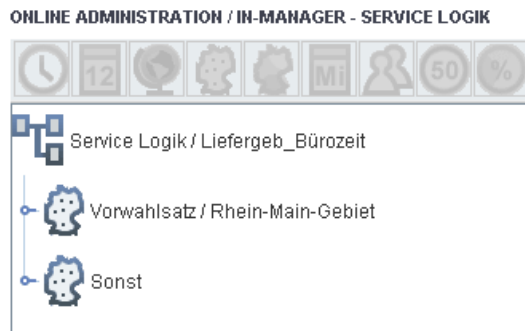 ONLINE ADMINISTRATION / IN-MANAGER - SERVICE LOGIK
12 Mi 50 %
Service Logik / Liefergeb_Bürozeit
Vorwahlsatz / Rhein-Main-Gebiet
Sonst